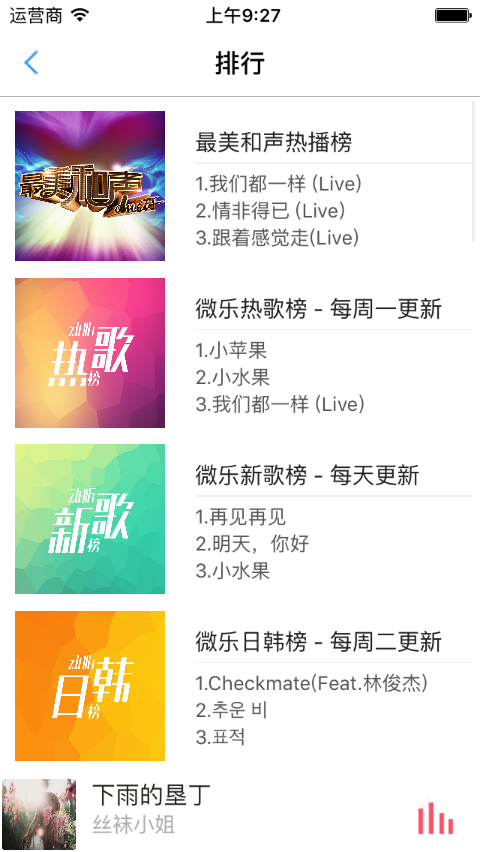 运营商 上午9:27
排行
最美和声
Duets
最美和声热播榜
1.我们都一样 (Live)
2.情非得已 (Live)
3.跟着感觉走(Live)
动听
热歌
榜
微乐热歌榜 - 每周一更新
1.小苹果
2.小水果
3.我们都一样 (Live)
动听
新歌
榜
微乐新歌榜 - 每天更新
1.再见再见
2.明天，你好
3.小水果
动听
日韩
榜
微乐日韩榜 - 每周二更新
1.Checkmate(Feat.林俊杰)
2.추운 비
3.표적
下雨的垦丁
丝袜小姐